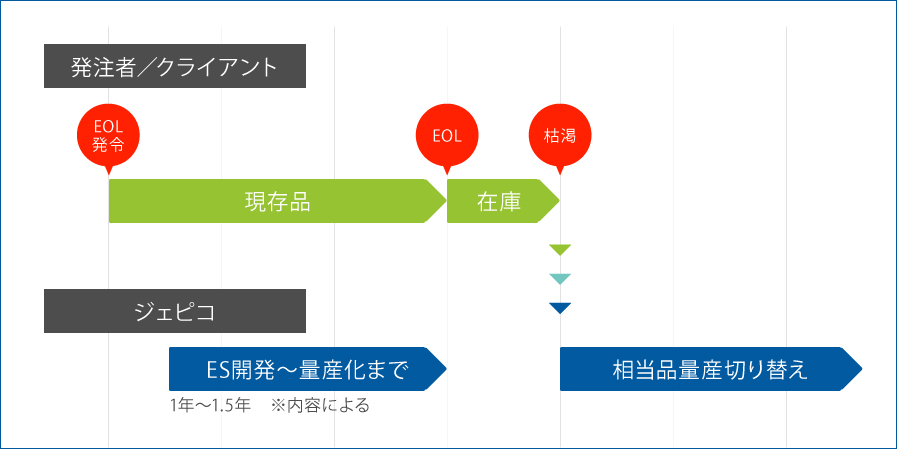 発注者／クライアント
EOL
発令
EOL
枯渇
現存品
在庫
ジェピコ
ES開発～量産化まで
相当品量産切り替え
1年～1.5年　※内容による